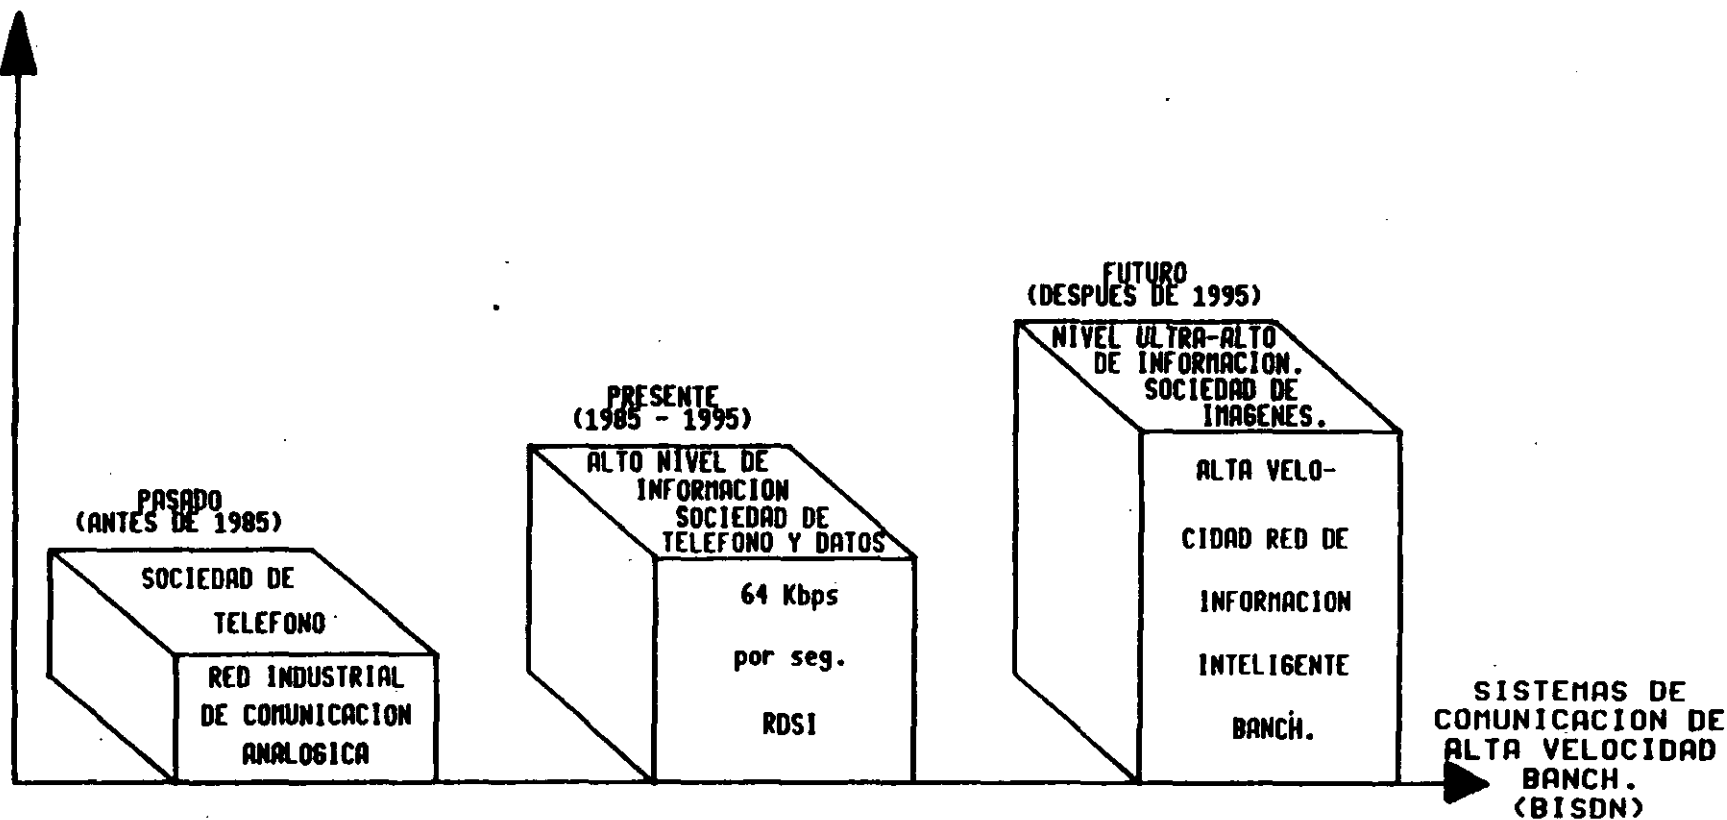 PASADO
(ANTES DE 1985)
SOCIEDAD DE
TELEFONO
RED INDUSTRIAL
DE COMUNICACION
ANALOGICA
PRESENTE
(1985 - 1995)
ALTO NIVEL DE
INFORMACION
SOCIEDAD DE
TELEFONO Y DATOS
64 Kbps
por seg.
RDSI
FUTURO
(DESPUES DE 1995)
NIVEL ULTRA-ALTO
DE INFORMACION.
SOCIEDAD DE
IMAGENES.
ALTA VELO-
CIDAD RED DE
INFORMACION
INTELIGENTE
BANCH.
SISTEMAS DE
COMUNICACION DE
ALTA VELOCIDAD
BANCH.
(BISDN)